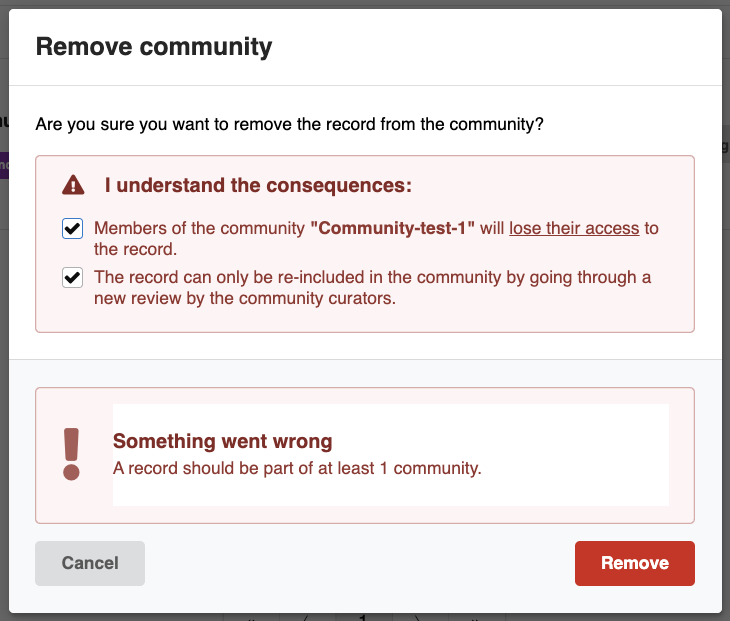 Remove community
Are you sure you want to remove the record from the community?
I understand the consequences:
Members of the community "Community-test-1" will lose their access to
the record.
The record can only be re-included in the community by going through a
new review by the community curators.
Something went wrong
A record should be part of at least 1 community.
Cancel
Remove